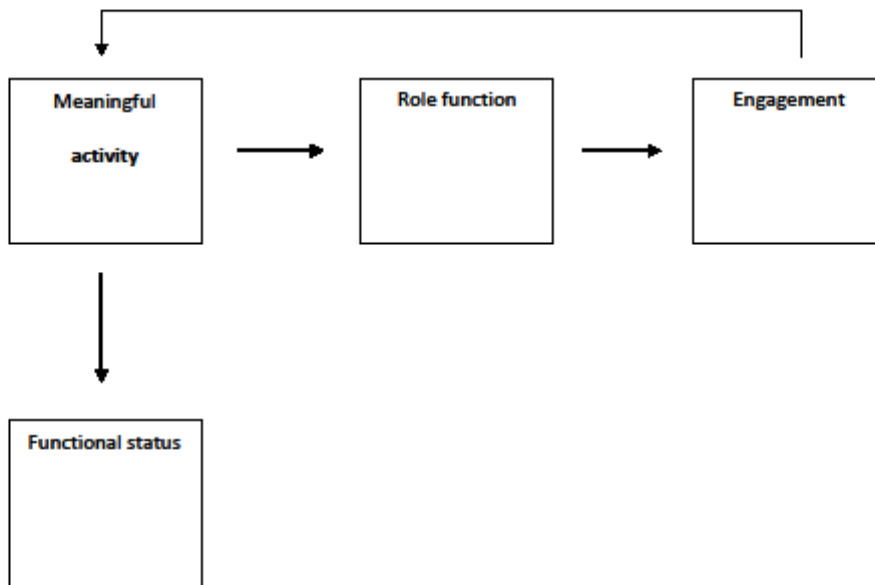 Meaningful
activity
Role function
Engagement
Functional status